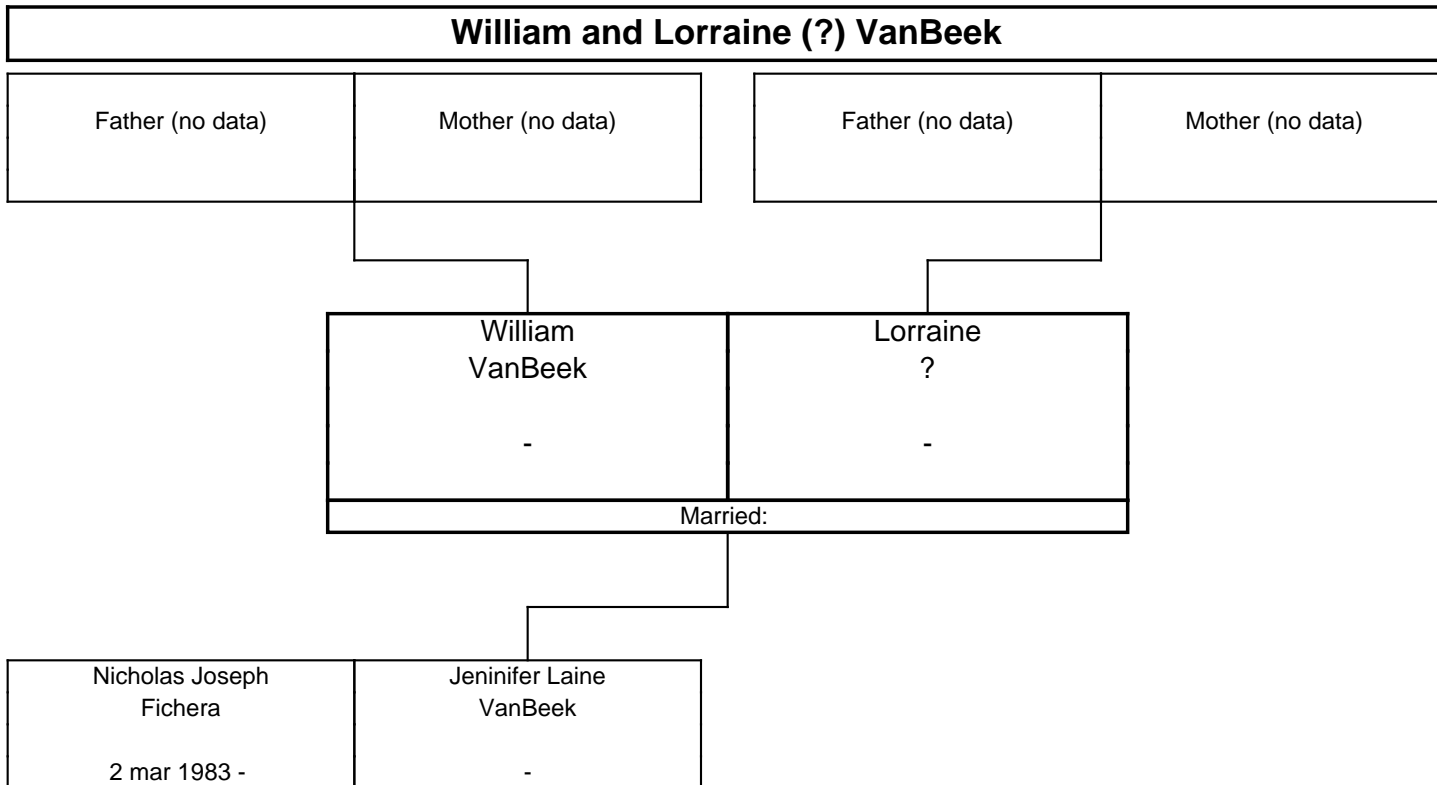 William and Lorraine (?) VanBeek
Father (no data)
Mother (no data)
Father (no data)
Mother (no data)
William
VanBeek
-
Lorraine
?
-
Married:
Nicholas Joseph
Fichera
2 mar 1983 -
Jeninifer Laine
VanBeek
-